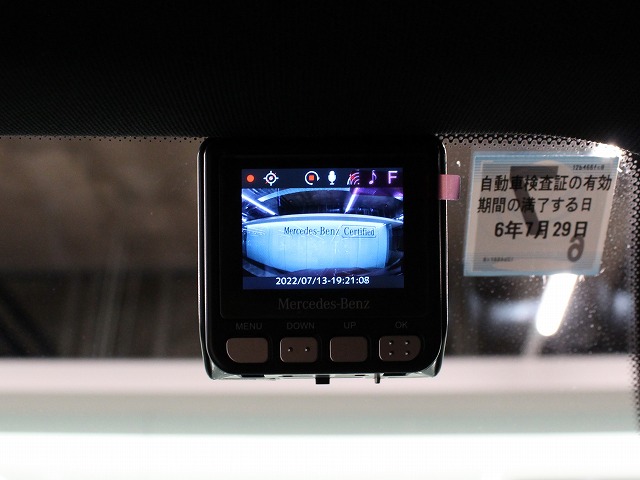 F
Mercedes-Benz Certified
2022/07/13-19:21:08
Mercedes-Benz
MENU DOWN UP OK
自動車検査証の有効
期間の満了する日
6年7月29日
7
6